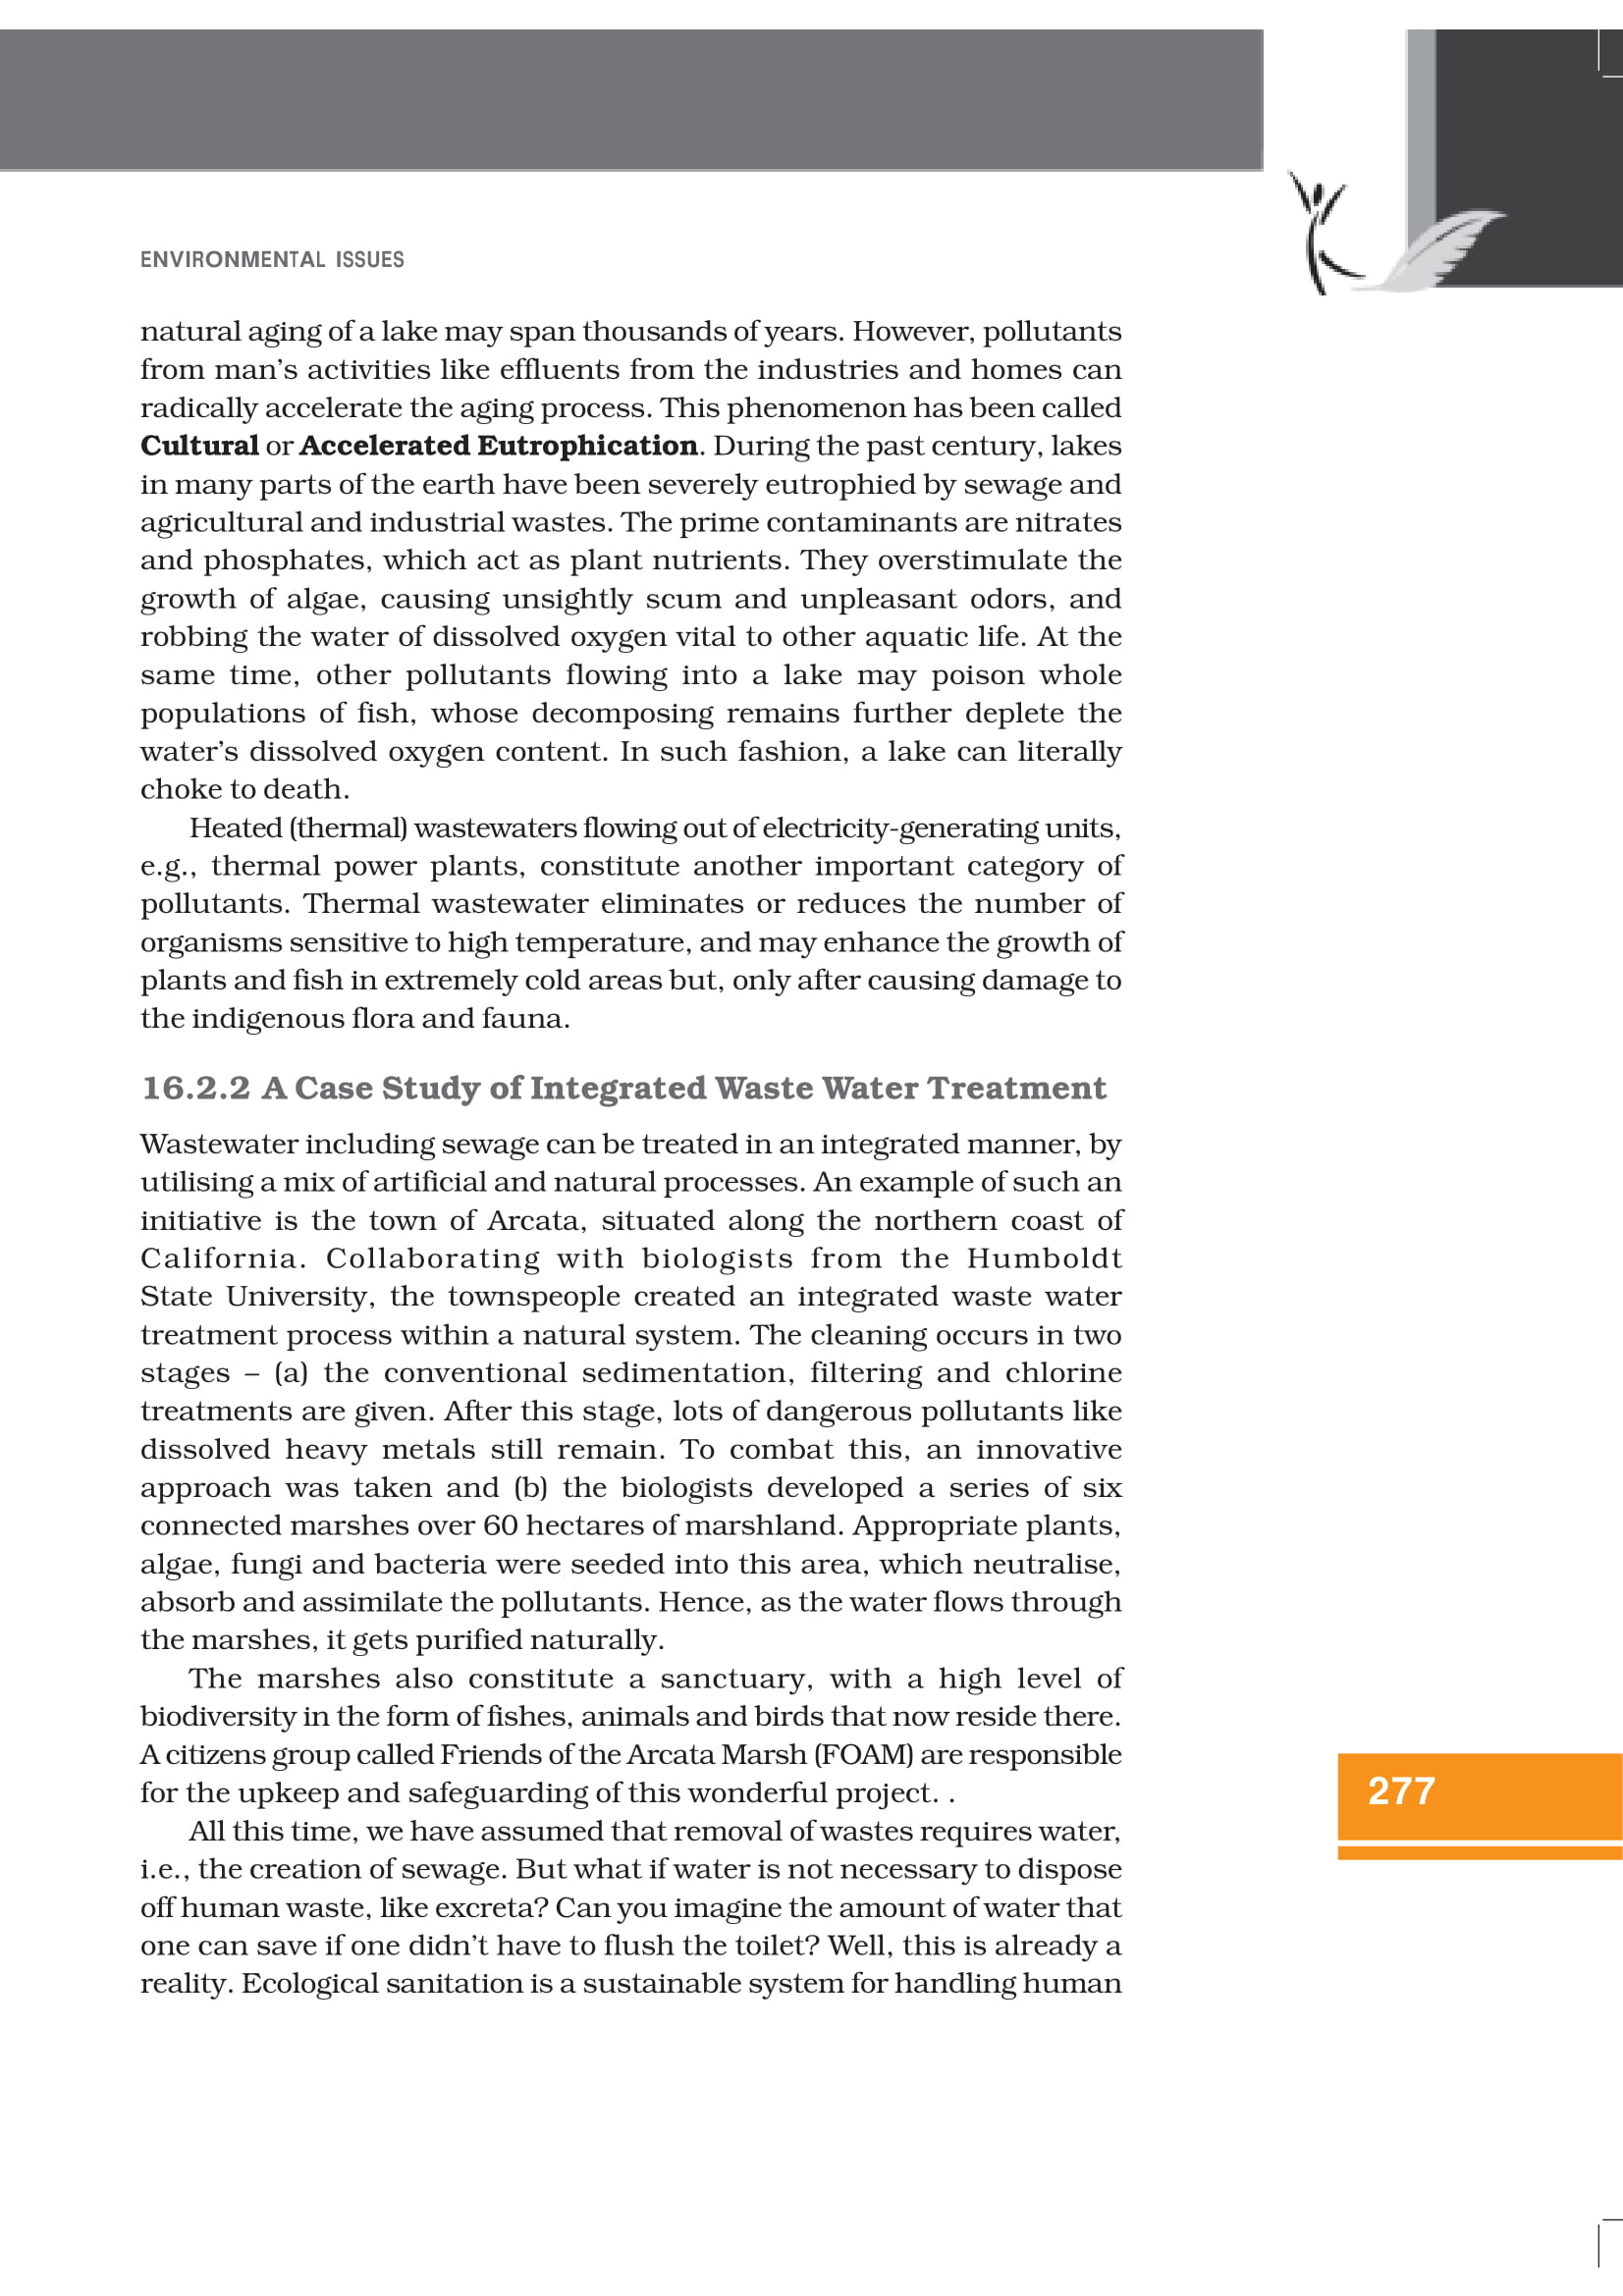 ENVIRONMENTAL ISSUES
natural aging of a lake may span thousands of years. However, pollutants
from man’s activities like effluents from the industries and homes can
radically accelerate the aging process. This phenomenon has been called
Cultural or Accelerated Eutrophication. During the past century, lakes
in many parts of the earth have been severely eutrophied by sewage and
agricultural and industrial wastes. The prime contaminants are nitrates
and phosphates, which act as plant nutrients. They overstimulate the
growth of algae, causing unsightly scum and unpleasant odors, and
robbing the water of dissolved oxygen vital to other aquatic life. At the
same time, other pollutants flowing into a lake may poison whole
populations of fish, whose decomposing remains further deplete the
water’s dissolved oxygen content. In such fashion, a lake can literally
choke to death.
Heated (thermal) wastewaters flowing out of electricity-generating units,
e.g., thermal power plants, constitute another important category of
pollutants. Thermal wastewater eliminates or reduces the number of
organisms sensitive to high temperature, and may enhance the growth of
plants and fish in extremely cold areas but, only after causing damage to
the indigenous flora and fauna.
16.2.2 A Case Study of Integrated Waste Water Treatment
Wastewater including sewage can be treated in an integrated manner, by
utilising a mix of artificial and natural processes. An example of such an
initiative is the town of Arcata, situated along the northern coast of
California. Collaborating with biologists from the Humboldt
State University, the townspeople created an integrated waste water
treatment process within a natural system. The cleaning occurs in two
stages – (a) the conventional sedimentation, filtering and chlorine
treatments are given. After this stage, lots of dangerous pollutants like
dissolved heavy metals still remain. To combat this, an innovative
approach was taken and (b) the biologists developed a series of six
connected marshes over 60 hectares of marshland. Appropriate plants,
algae, fungi and bacteria were seeded into this area, which neutralise,
absorb and assimilate the pollutants. Hence, as the water flows through
the marshes, it gets purified naturally.
The marshes also constitute a sanctuary, with a high level of
biodiversity in the form of fishes, animals and birds that now reside there.
A citizens group called Friends of the Arcata Marsh (FOAM) are responsible
for the upkeep and safeguarding of this wonderful project. .
All this time, we have assumed that removal of wastes requires water,
i.e., the creation of sewage. But what if water is not necessary to dispose
off human waste, like excreta? Can you imagine the amount of water that
one can save if one didn’t have to flush the toilet? Well, this is already a
reality. Ecological sanitation is a sustainable system for handling human
277